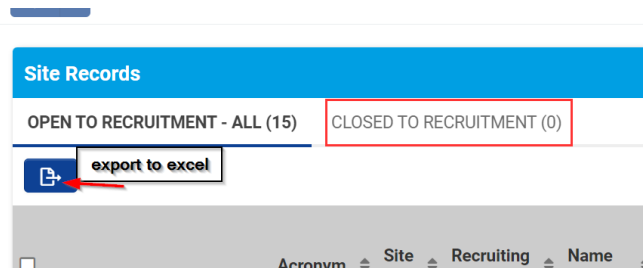 Site Records
OPEN TO RECRUITMENT - ALL (15) CLOSED TO RECRUITMENT (0)
export to excel
Acronym Site Recruiting Name